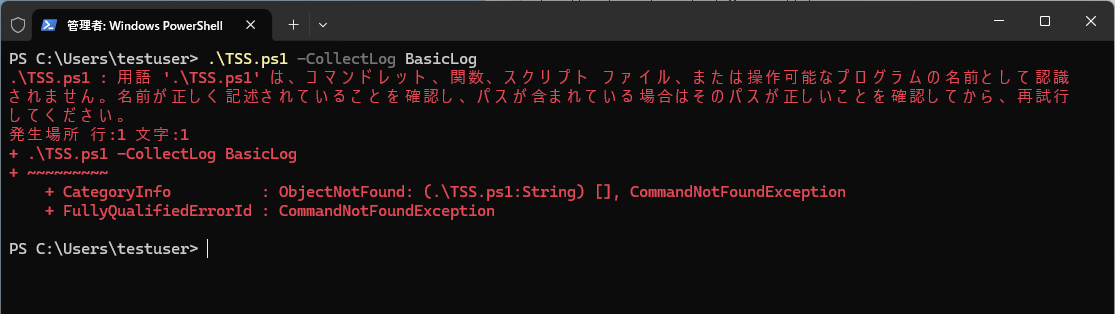 管理者: Windows PowerShell
PS C:\Users\testuser> .\TSS.ps1 -CollectLog BasicLog
.\TSS.ps1 : 用語 '.\TSS.ps1' は、コマンドレット、関数、スクリプト ファイル、または操作可能なプログラムの名前として認識
されません。名前が正しく記述されていることを確認し、パスが含まれている場合はそのパスが正しいことを確認してから、再試行
してください。
発生場所 行:1 文字:1
+ .\TSS.ps1 -CollectLog BasicLog
+ ~~~~~~~~~
    + CategoryInfo          : ObjectNotFound: (.\TSS.ps1:String) [], CommandNotFoundException
    + FullyQualifiedErrorId : CommandNotFoundException
PS C:\Users\testuser>